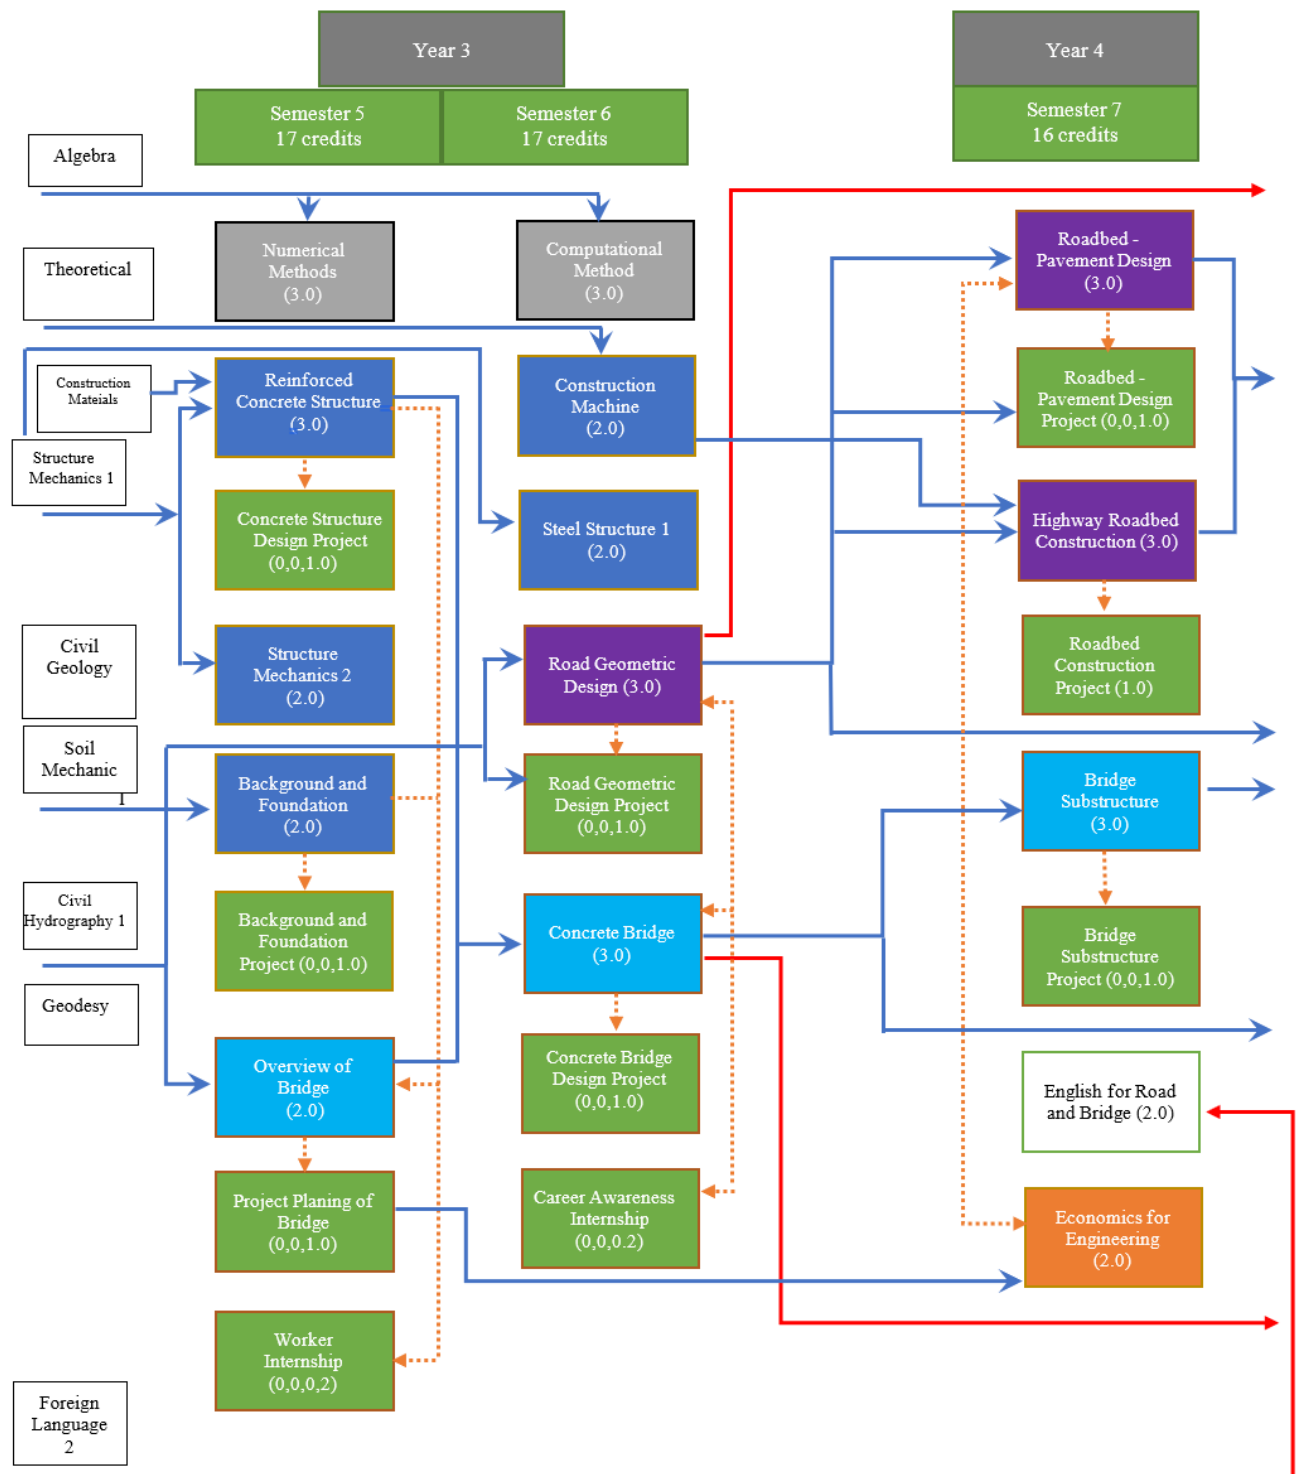 Year 3
Year 4
Semester 5
17 credits
Semester 6
17 credits
Semester 7
16 credits
Algebra
Numerical
Methods
(3.0)
Computational
Method
(3.0)
Roadbed -
Pavement Design
(3.0)
Theoretical
Construction
Mateials
Reinforced
Concrete Structure
(3.0)
Construction
Machine
(2.0)
Roadbed -
Pavement Design
Project (0,0,1.0)
Structure
Mechanics 1
Concrete Structure
Design Project
(0,0,1.0)
Steel Structure 1
(2.0)
Highway Roadbed
Construction (3.0)
Civil
Geology
Structure
Mechanics 2
(2.0)
Road Geometric
Design (3.0)
Roadbed
Construction
Project (1.0)
Soil
Mechanic
1
Background and
Foundation
(2.0)
Road Geometric
Design Project
(0,0,1.0)
Bridge
Substructure
(3.0)
Civil
Hydrography 1
Background and
Foundation
Project (0,0,1.0)
Concrete Bridge
(3.0)
Bridge
Substructure
Project (0,0,1.0)
Geodesy
Overview of
Bridge
(2.0)
Concrete Bridge
Design Project
(0,0,1.0)
English for Road
and Bridge (2.0)
Project Planing of
Bridge
(0,0,1.0)
Career Awareness
Internship
(0,0,0.2)
Economics for
Engineering
(2.0)
Worker
Internship
(0,0,0,2)
Foreign
Language
2